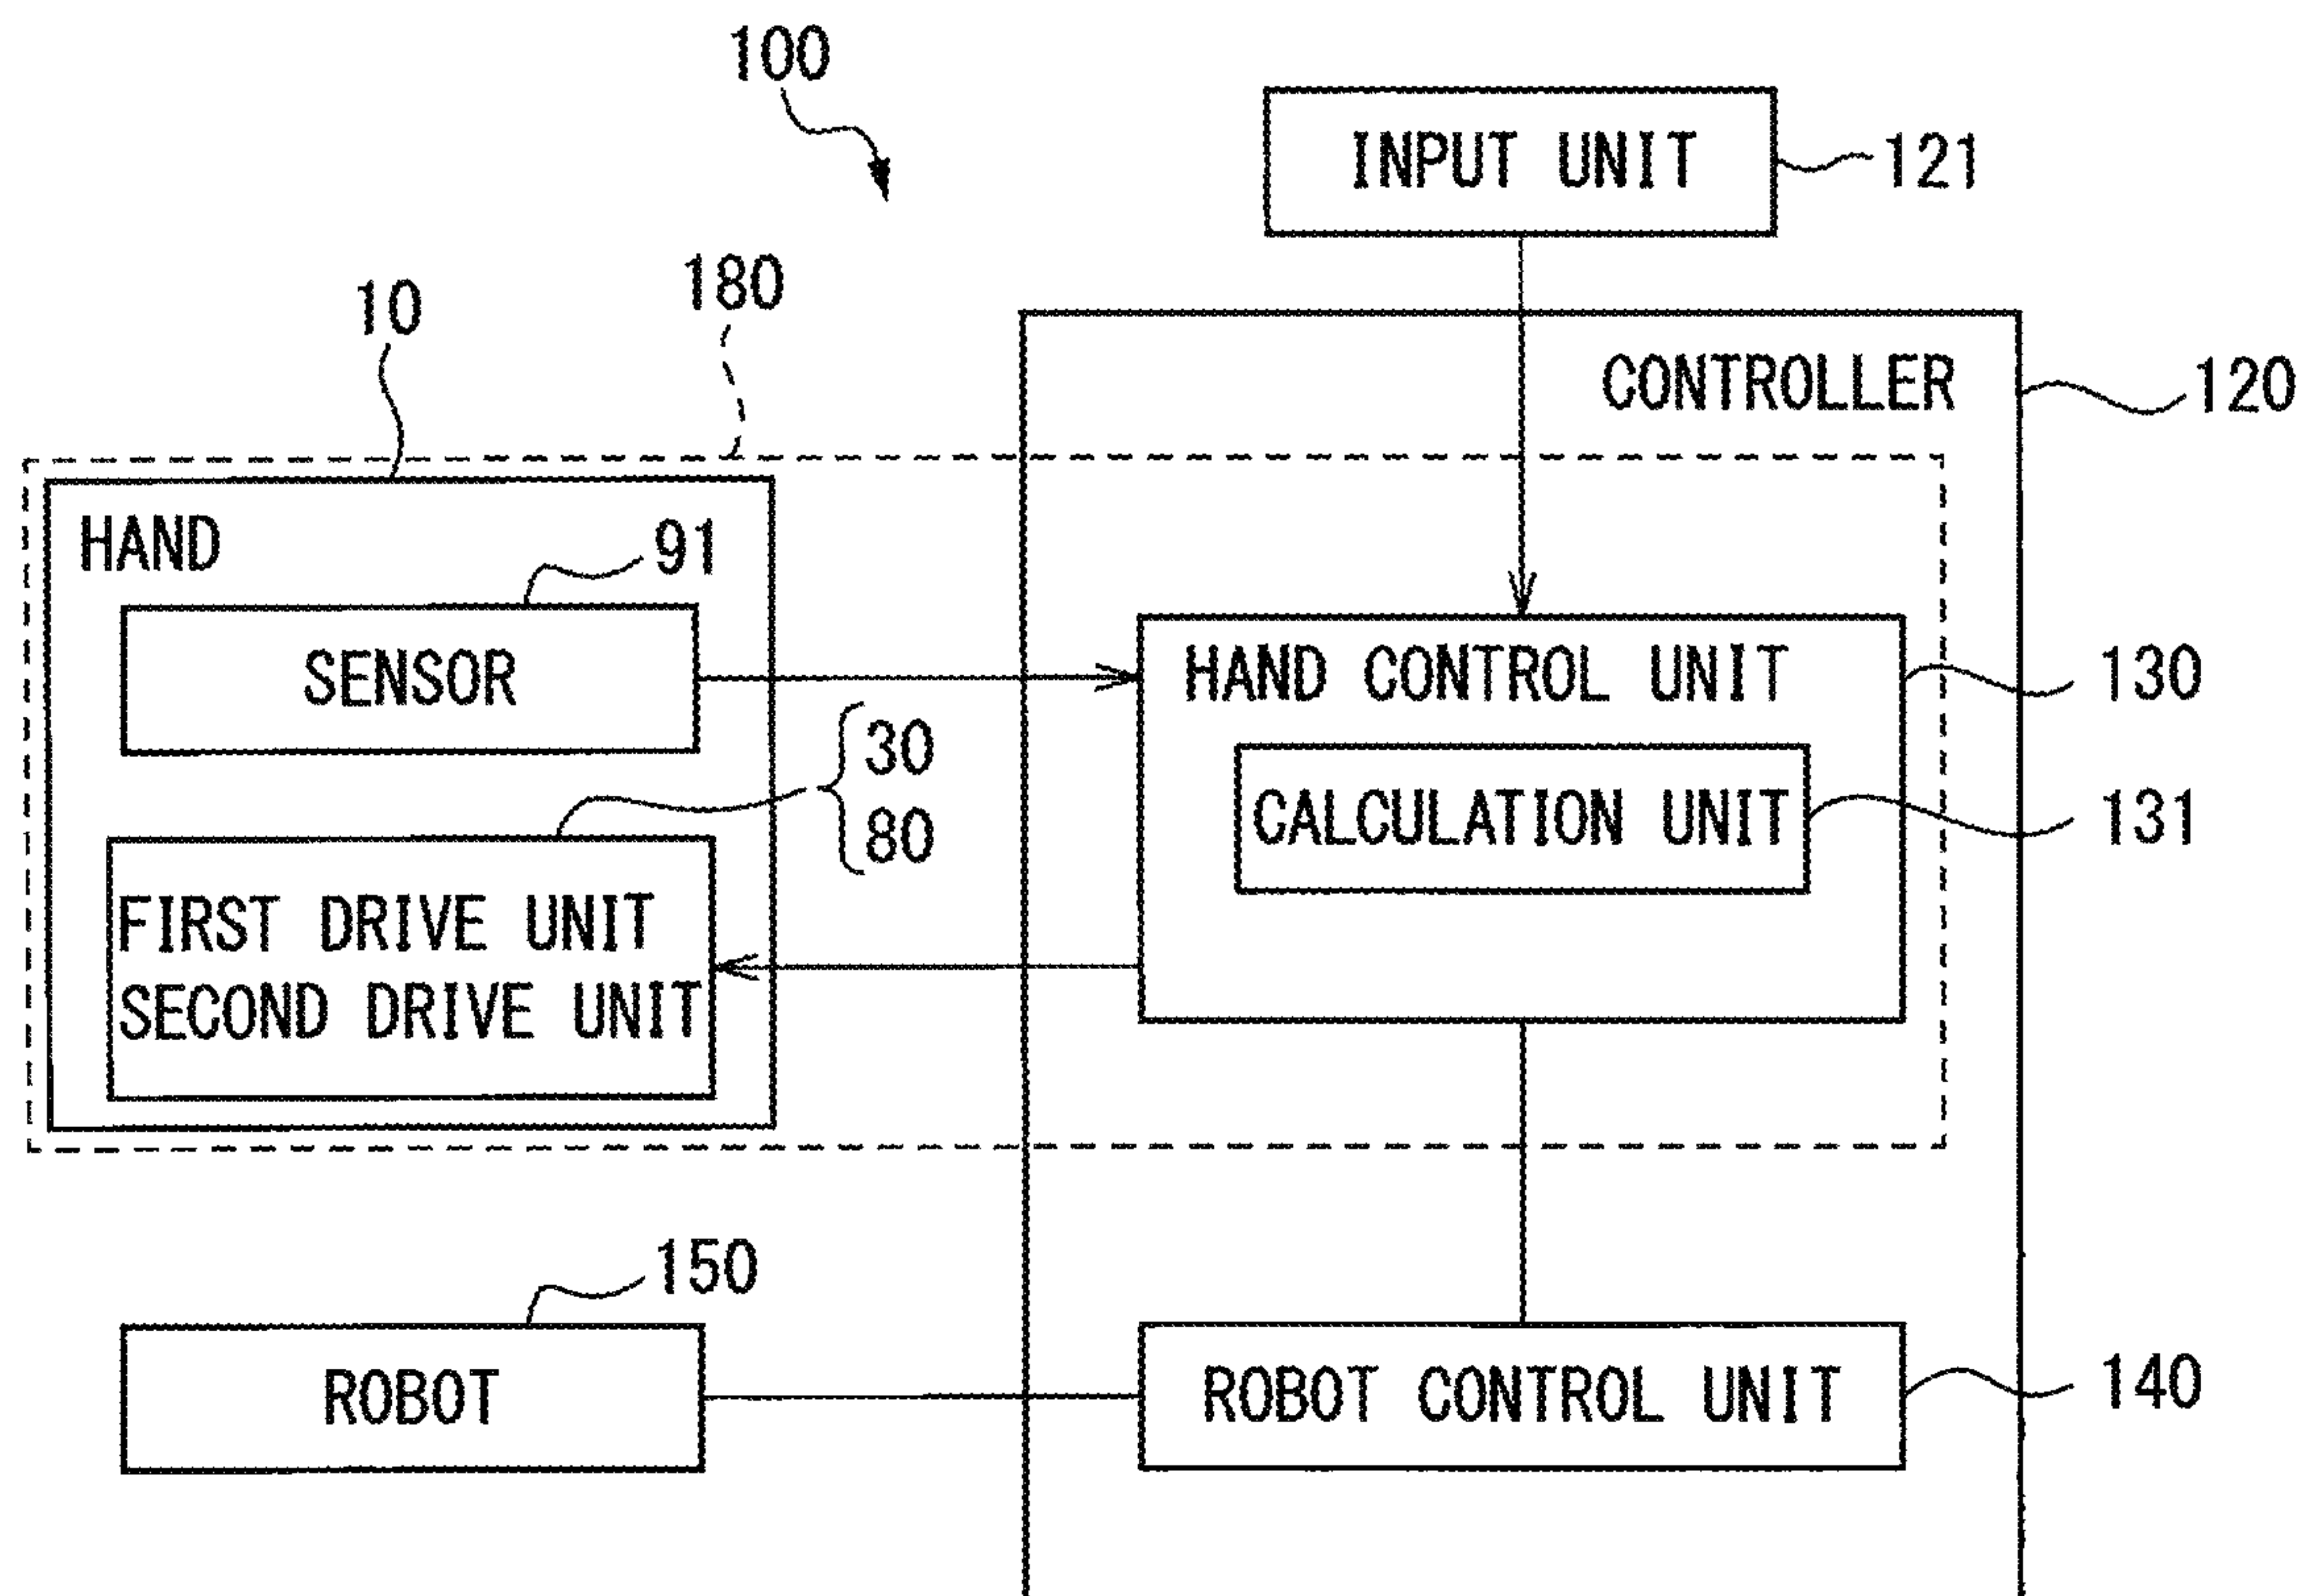 100
INPUT UNIT
121
10
180
CONTROLLER
120
HAND
91
SENSOR
HAND CONTROL UNIT
130
30
80
CALCULATION UNIT
131
FIRST DRIVE UNIT
SECOND DRIVE UNIT
150
ROBOT
ROBOT CONTROL UNIT
140